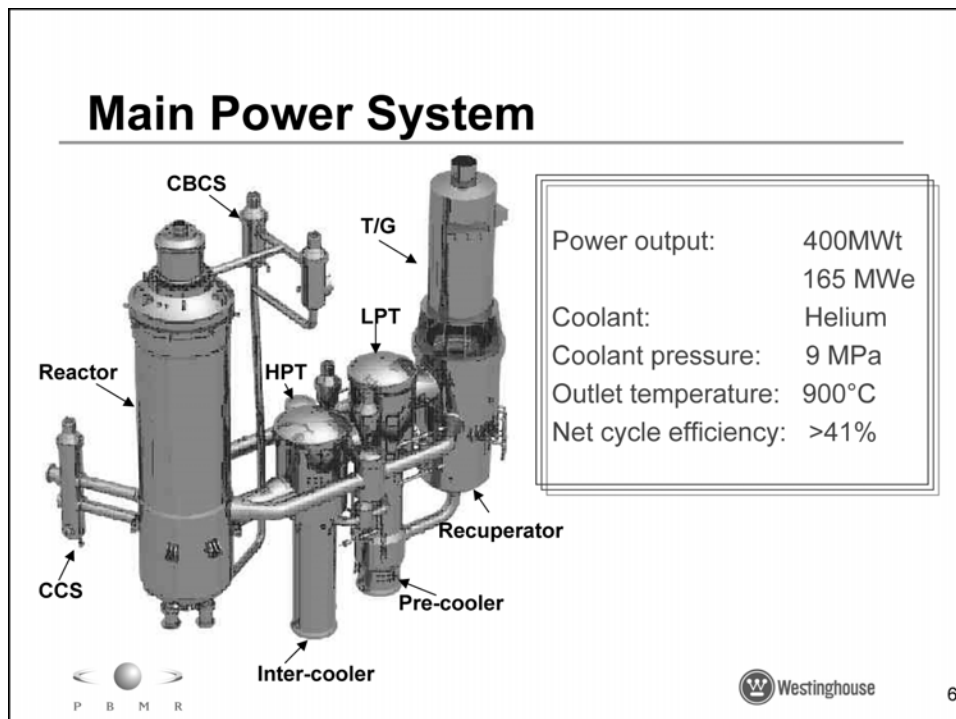 Main Power System
CBCS
T/G
LPT
HPT
Reactor
Recuperator
CCS
Pre-cooler
Inter-cooler
Power output: 400MWt
165 MWe
Coolant: Helium
Coolant pressure: 9 MPa
Outlet temperature: 900°C
Net cycle efficiency: >41%
P B M R
W
Westinghouse
6